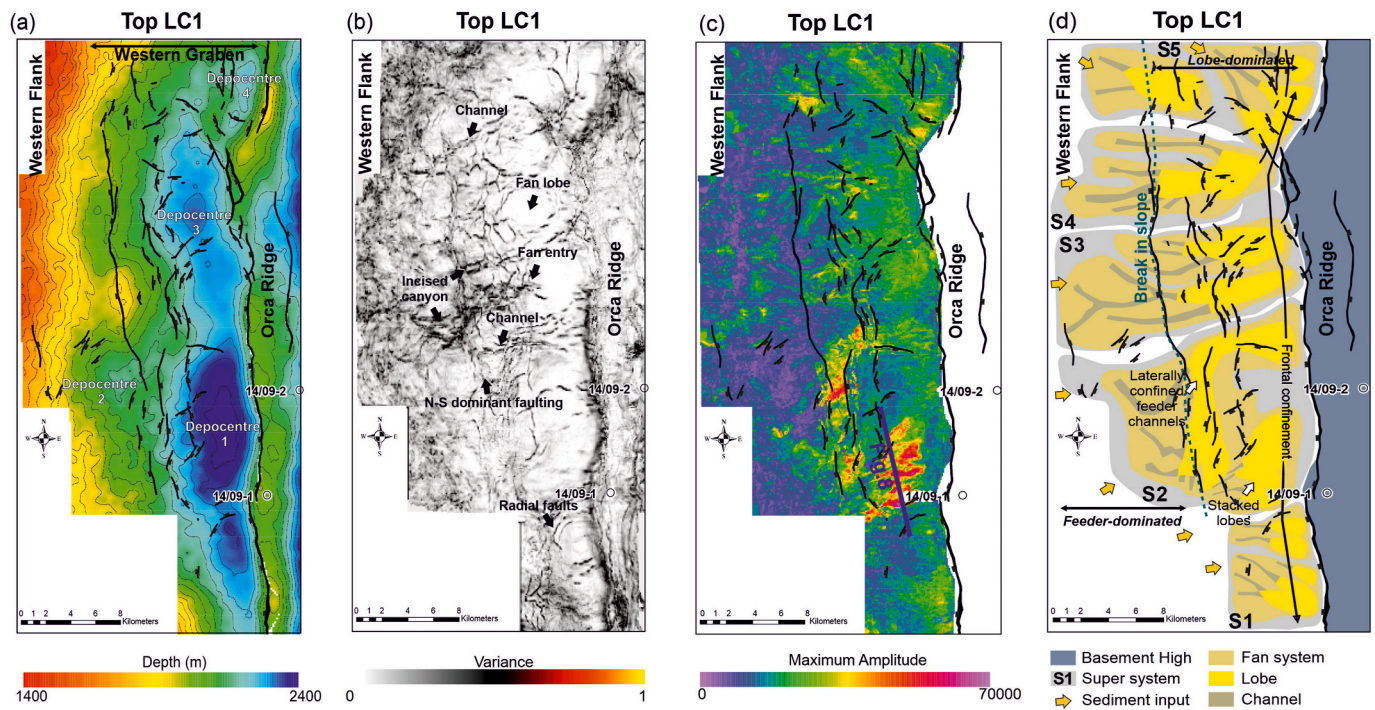 (a)
Top LC1
Western Flank
Western Graben
Depocentre
4
Depocentre
3
Orca Ridge
Depocentre
2
14/09-2
Depocentre
1
N
W E
S
14/09-1
0 1 2 4 6 8
Kilometers
Depth (m)
1400
2400
(b)
Top LC1
Western Flank
Channel
Fan lobe
Fan entry
Incised
canyon
Orca Ridge
Channel
14/09-2
N-S dominant faulting
N
W E
S
14/09-1
Radial faults
0 1 2 4 6 8
Kilometers
Variance
0
1
(c)
Top LC1
Western Flank
Orca Ridge
14/09-2
N
W E
S
14/09-1
0 1 2 4 6 8
Kilometers
Maximum Amplitude
0
70000
(d)
Top LC1
Western Flank
S5
Lobe-dominated
S4
S3
Break in slope
Orca Ridge
Frontal confinement
Laterally
confined
feeder
channels
14/09-2
N
W E
S
S2
14/09-1
Stacked
lobes
Feeder-dominated
S1
0 1 2 4 6 8
Kilometers
Basement High
S1 Super system
Sediment input
Fan system
Lobe
Channel